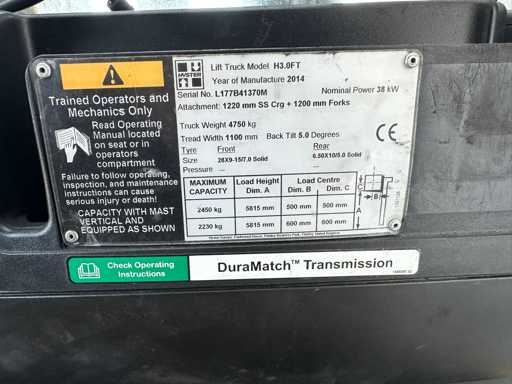 HYSTER
Lift Truck Model H3.0FT
Year of Manufacture 2014
Serial No. L177B41370M Nominal Power 38 kW
Attachment: 1220 mm SS Crg + 1200 mm Forks
Truck Weight 4750 kg
Tread Width 1100 mm Back Tilt 5.0 Degrees
Tyre Front Rear
Size 28X9-15/7.0 Solid 6.50X10/5.0 Solid
CE
MAXIMUM CAPACITY Load Height Dim. A Load Centre Dim. B Dim. C
2450 kg 5815 mm 500 mm 500 mm
2230 kg 5815 mm 600 mm 600 mm
A
B
C
Trained Operators and
Mechanics Only
Read Operating
Manual located
on seat or in
operators
compartment
Failure to follow operating,
inspection, and maintenance
instructions can cause
serious injury or death!
CAPACITY WITH MAST
VERTICAL AND
EQUIPPED AS SHOWN
Check Operating
Instructions
DuraMatch™ Transmission